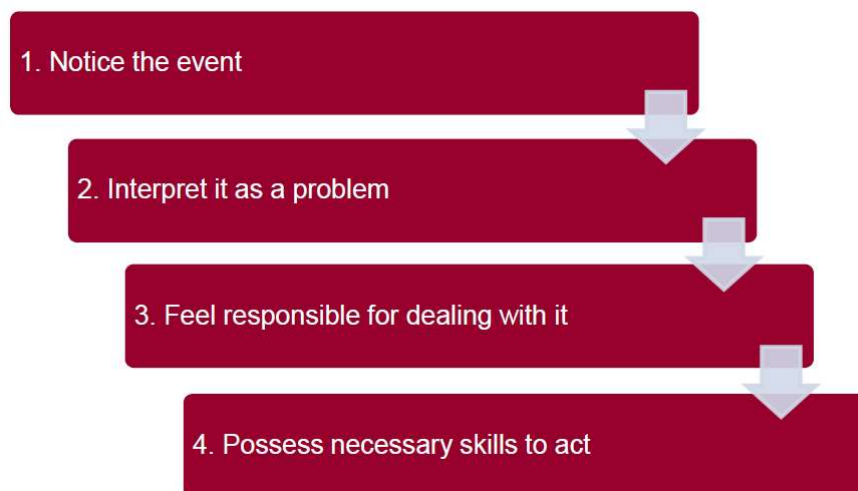 1. Notice the event
2. Interpret it as a problem
3. Feel responsible for dealing with it
4. Possess necessary skills to act